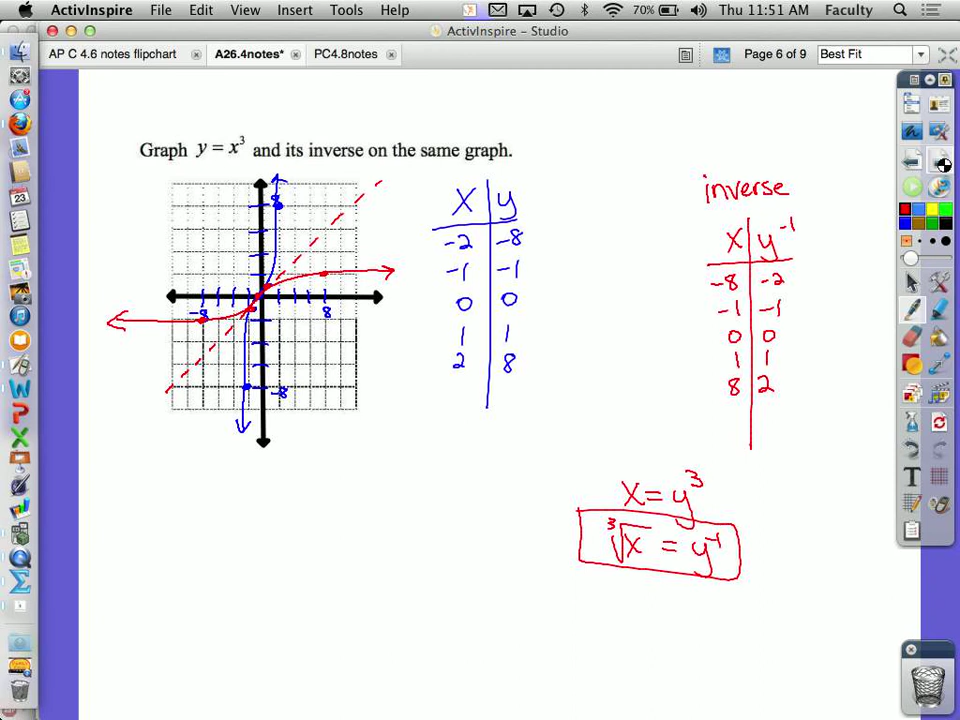 ActivInspire File Edit View Insert Tools Help 70% Thu 11:51 AM Faculty
ActivInspire - Studio
AP C 4.6 notes flipchart A26.4notes* PC4.8notes Page 6 of 9 Best Fit
Graph y = x³ and its inverse on the same graph.
8
-8 8
-8
X y
-2 -8
-1 -1
0 0
1 1
2 8
inverse
X y⁻¹
-8 -2
-1 -1
0 0
1 1
8 2
X = y³
³√x = y⁻¹
23